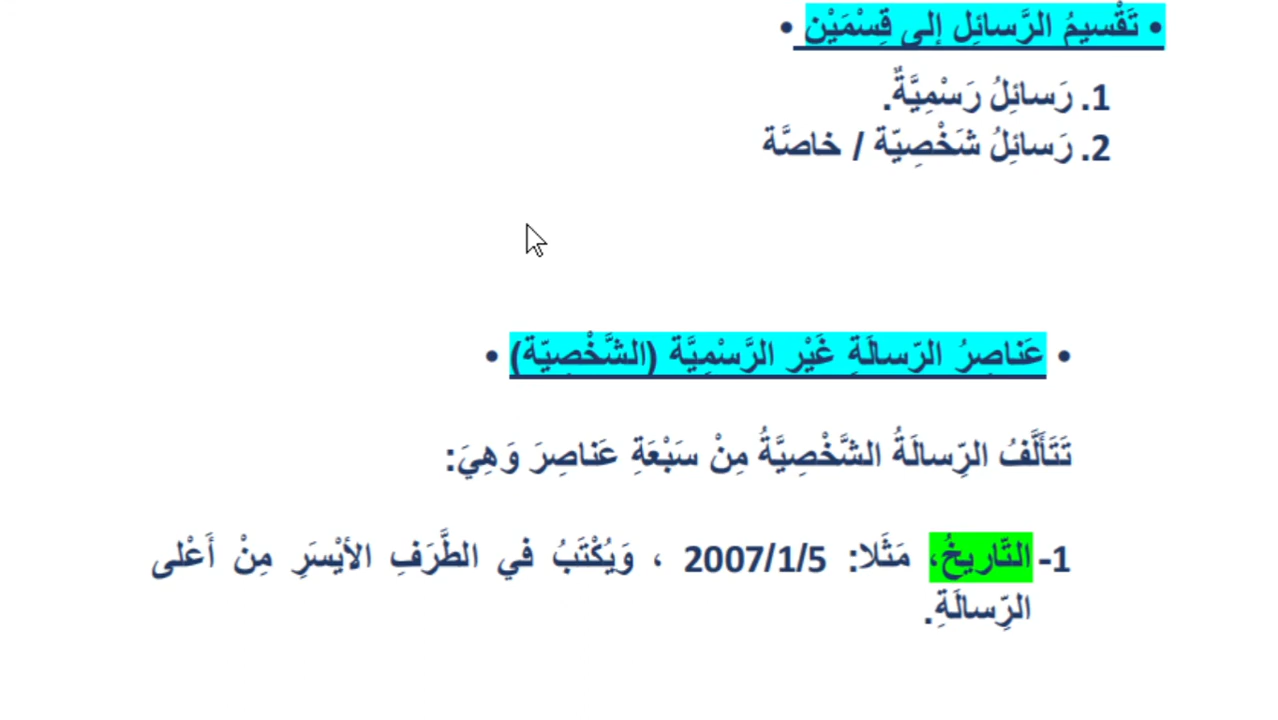 • تَقْسيمُ الرَّسائِل إلى قِسْمَيْن •
1. رَسائِلُ رَسْمِيَّةٌ.
2. رَسائِلُ شَخْصِيّة / خاصَّة
• عَناصِرُ الرّسالَةِ غَيْر الرَّسْمِيَّة (الشَّخْصِيّة) •
تَتَأَلَّفُ الرِّسالَةُ الشَّخْصِيَّةُ مِنْ سَبْعَةِ عَناصِرَ وَهِيَ:
1- التّاريخُ، مَثَلا: 2007/1/5 ، وَيُكْتَبُ في الطَّرَفِ الأيْسَرِ مِنْ أَعْلى
الرِّسالَةِ.